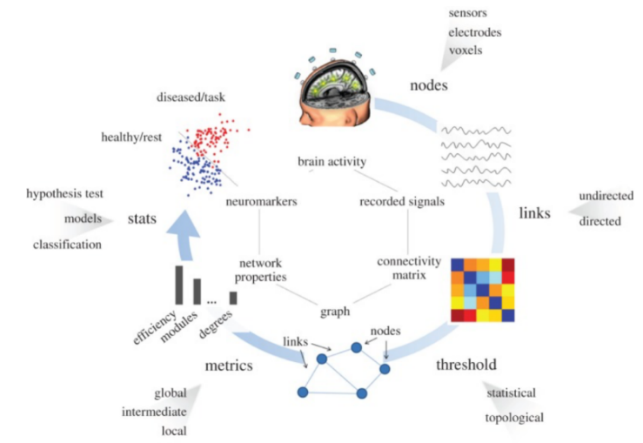 sensors
electrodes
voxels
nodes
diseased/task
healthy/rest
brain activity
neuromarkers
recorded signals
hypothesis test
models
classification
stats
links
undirected
directed
network
properties
connectivity
matrix
graph
efficiency
modules
...
degrees
links
nodes
metrics
threshold
global
intermediate
local
statistical
topological